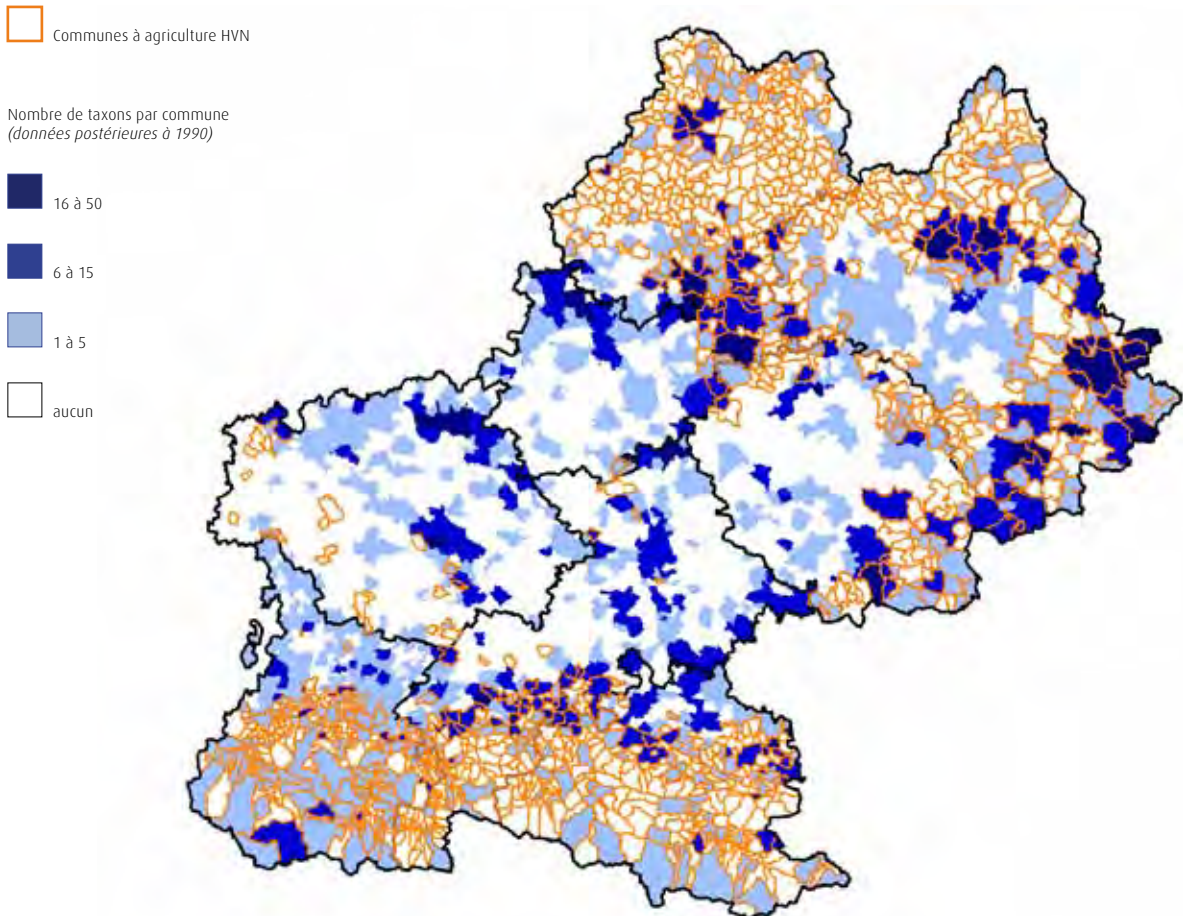 Communes à agriculture HVN
Nombre de taxons par commune
(données postérieures à 1990)
16 à 50
6 à 15
1 à 5
aucun